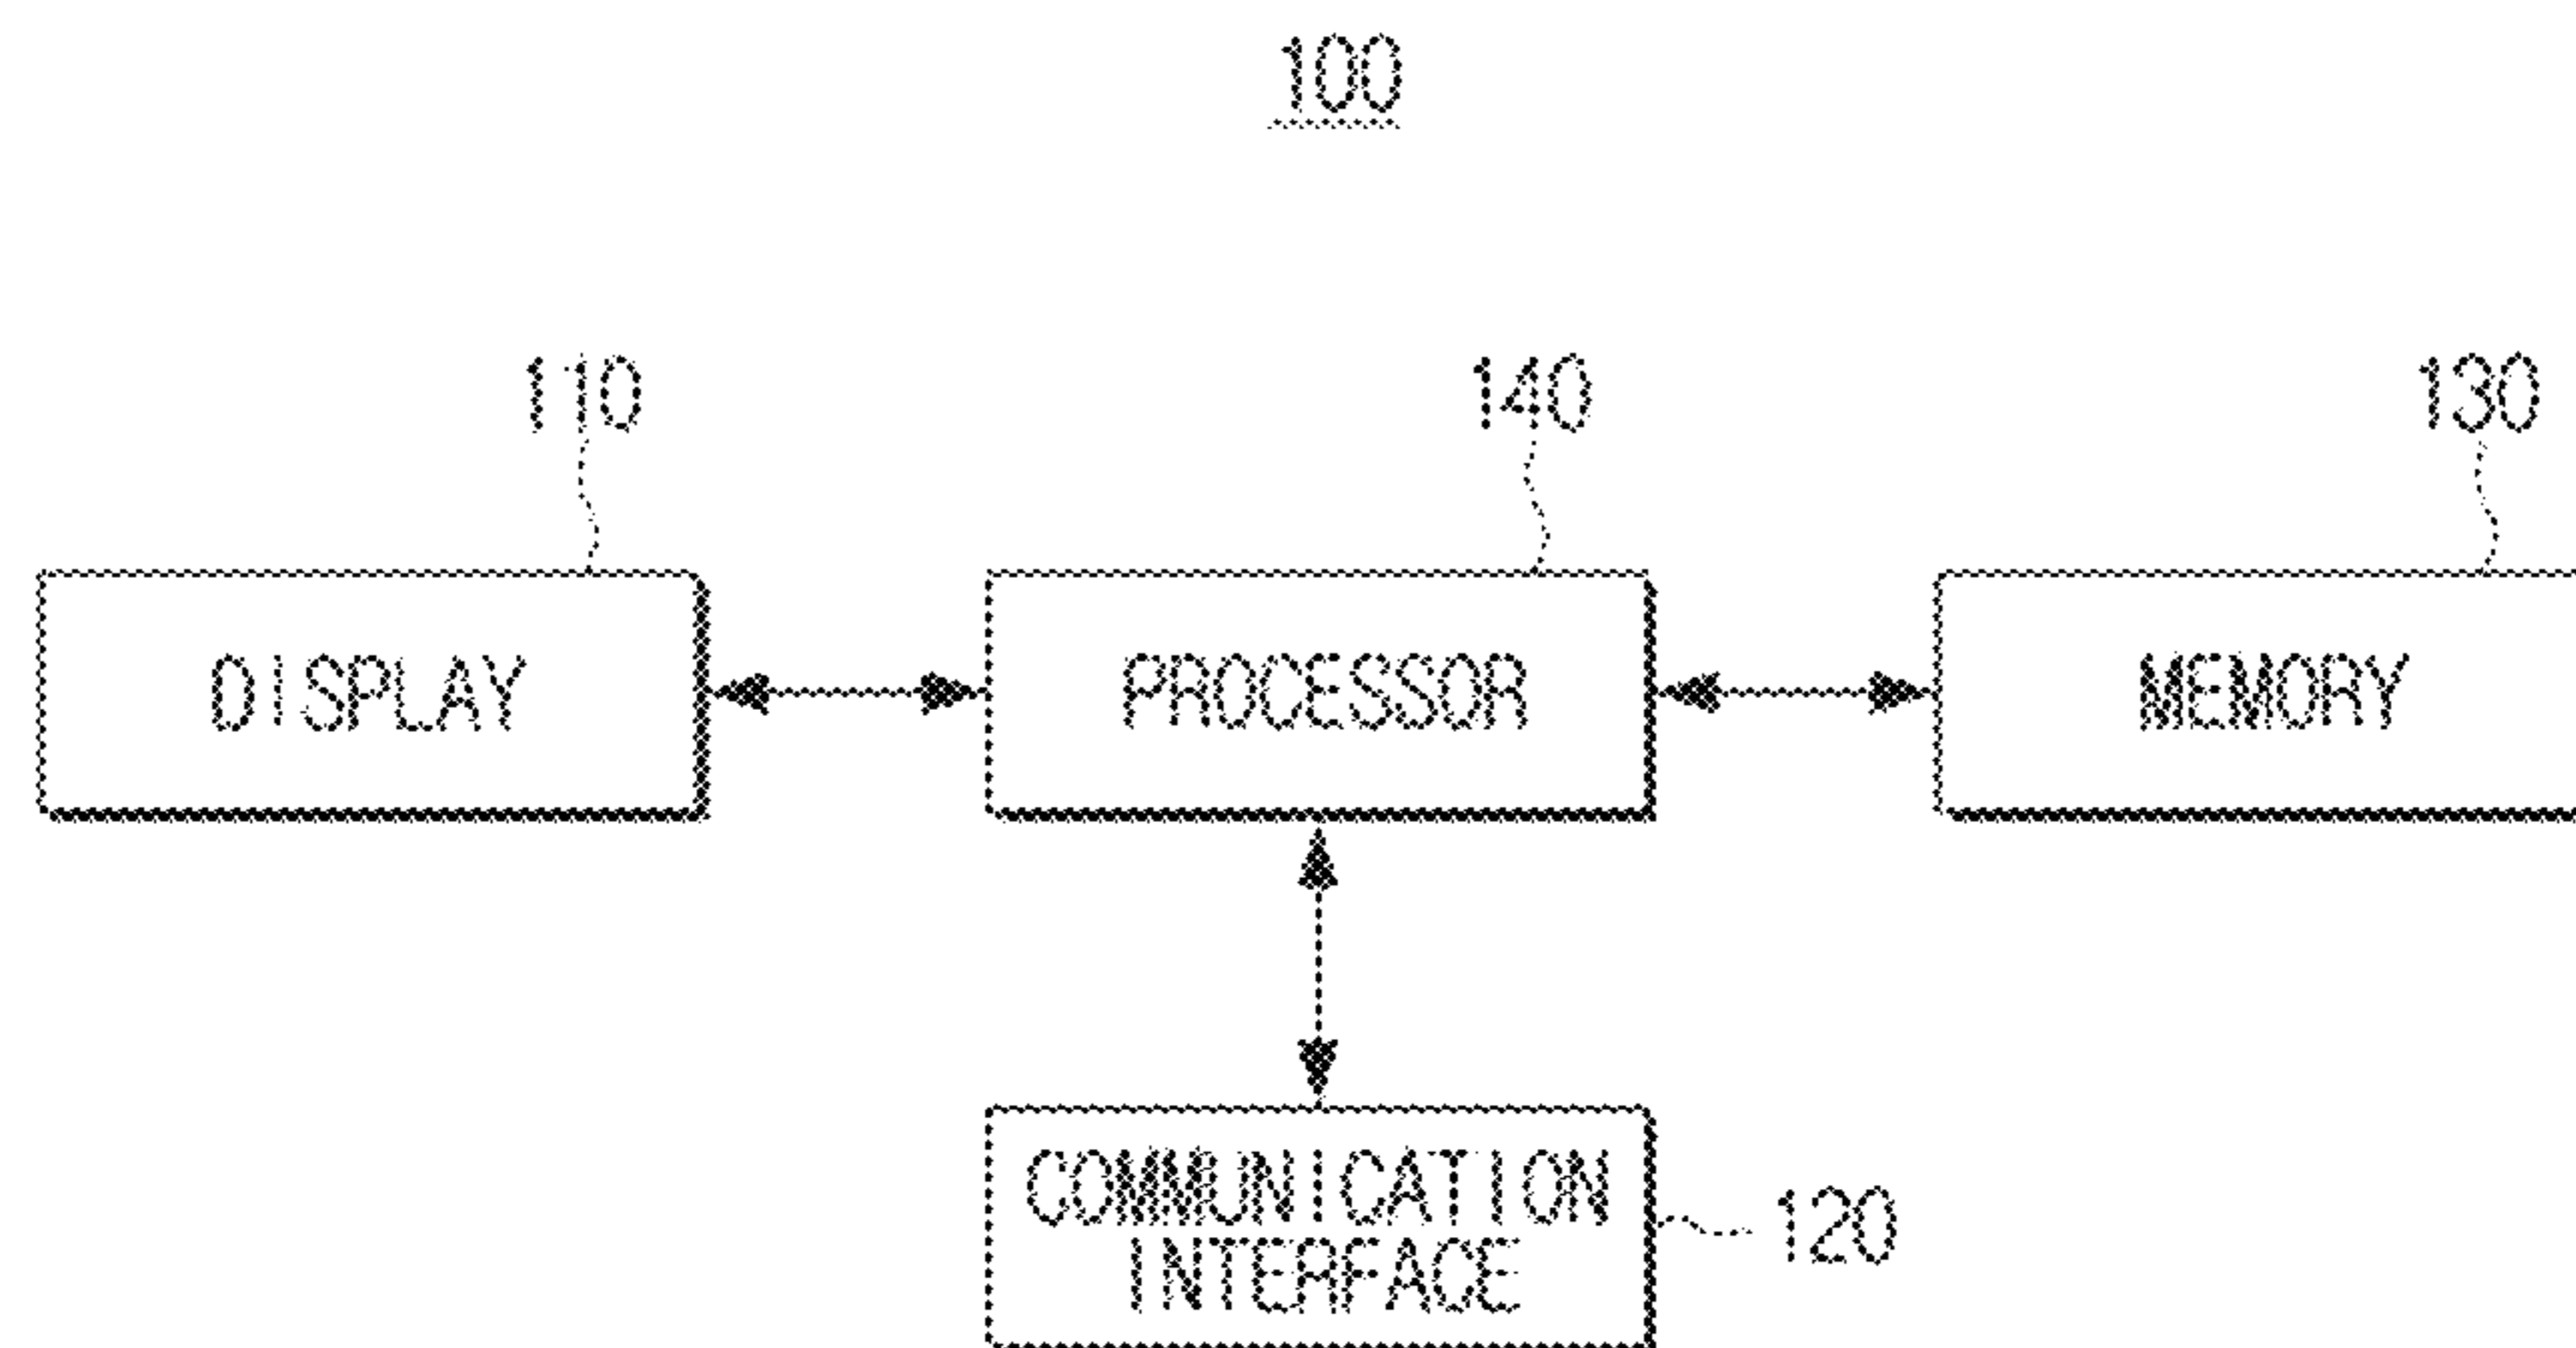 100
110
140
130
DISPLAY
PROCESSOR
MEMORY
COMMUNICATION
INTERFACE
120